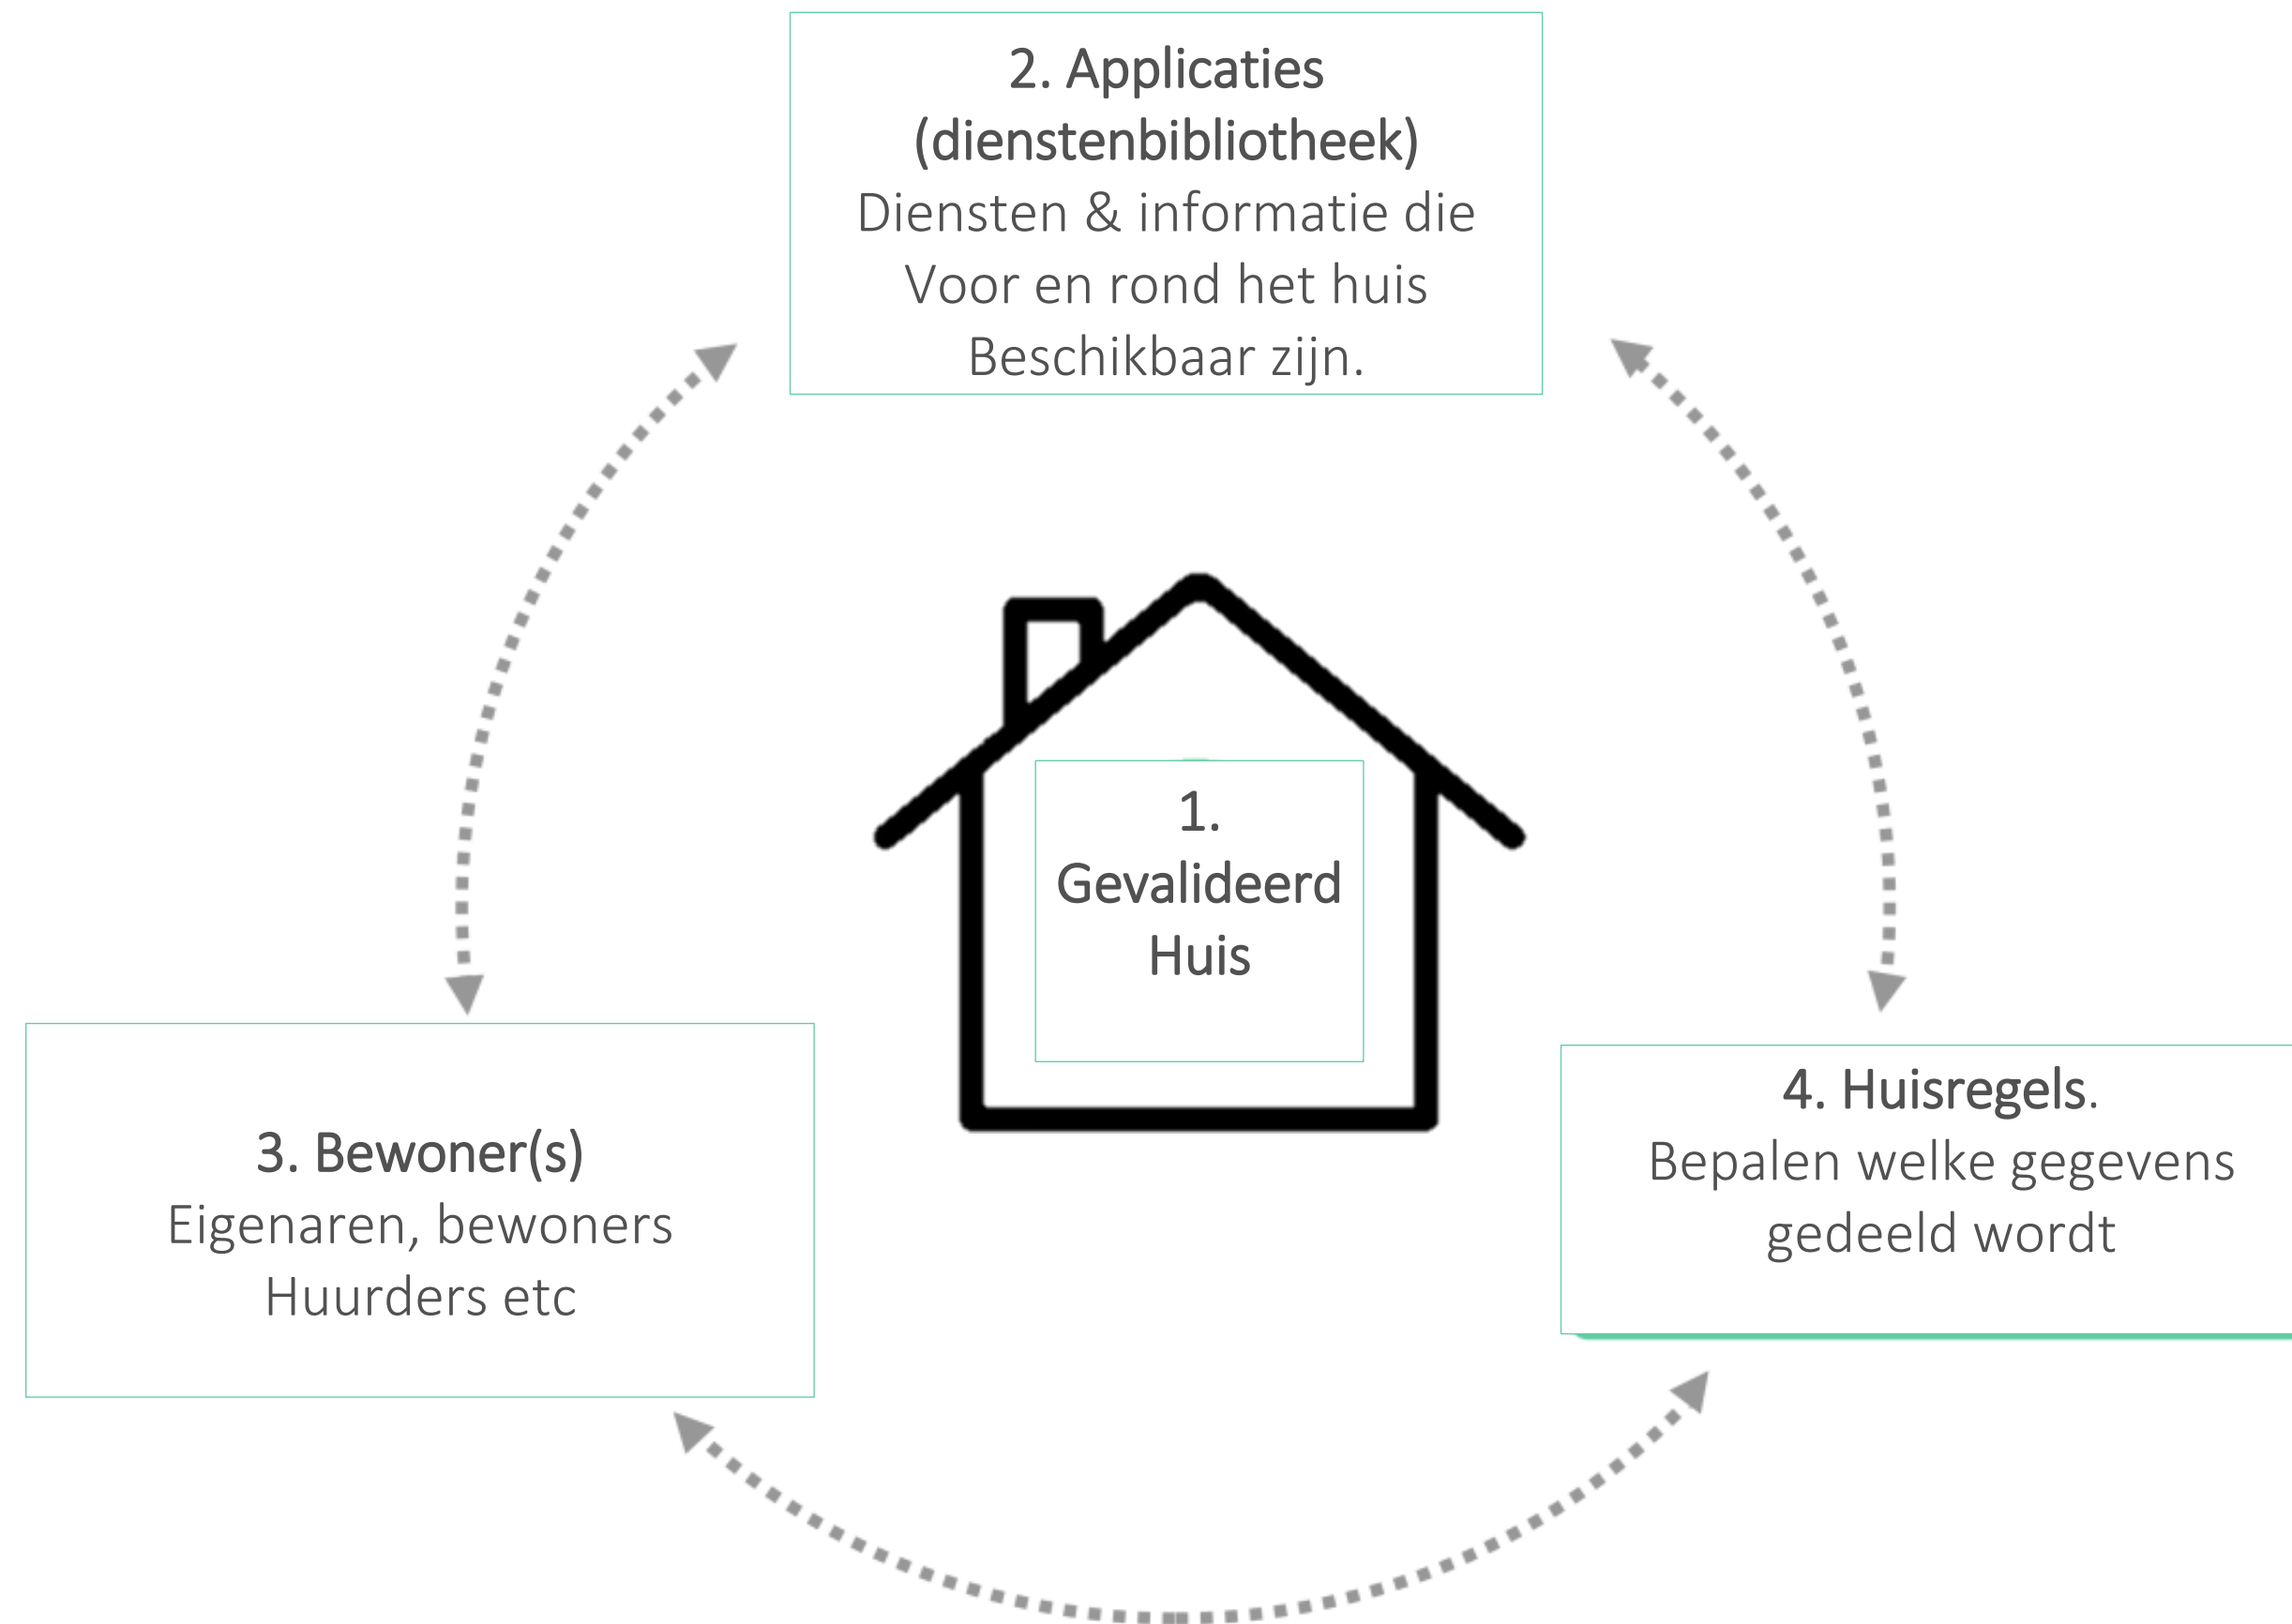 2. Applicaties
(dienstenbibliotheek)
Diensten & informatie die
Voor en rond het huis
Beschikbaar zijn.
1.
Gevalideerd
Huis
3. Bewoner(s)
Eigenaren, bewoners
Huurders etc
4. Huisregels.
Bepalen welke gegevens
gedeeld wordt